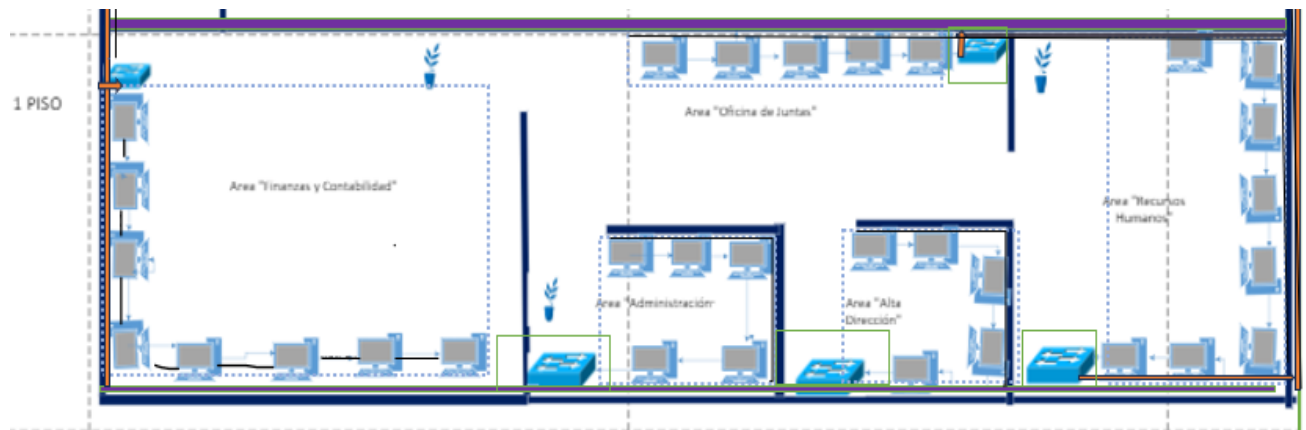 1 PISO
Area "Oficina de Juntas"
Area "Finanzas y Contabilidad"
Area "Recursos
Humanos"
Area "Administración"
Area "Alta
Dirección"